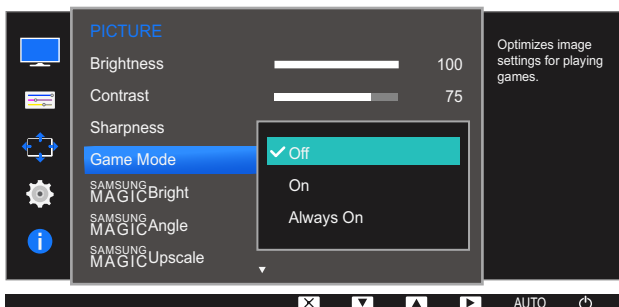 PICTURE
Brightness 100
Contrast 75
Sharpness
Game Mode
SAMSUNG
MAGICBright
SAMSUNG
MAGICAngle
SAMSUNG
MAGICUpscale
Off
On
Always On
Optimizes image
settings for playing
games.
AUTO